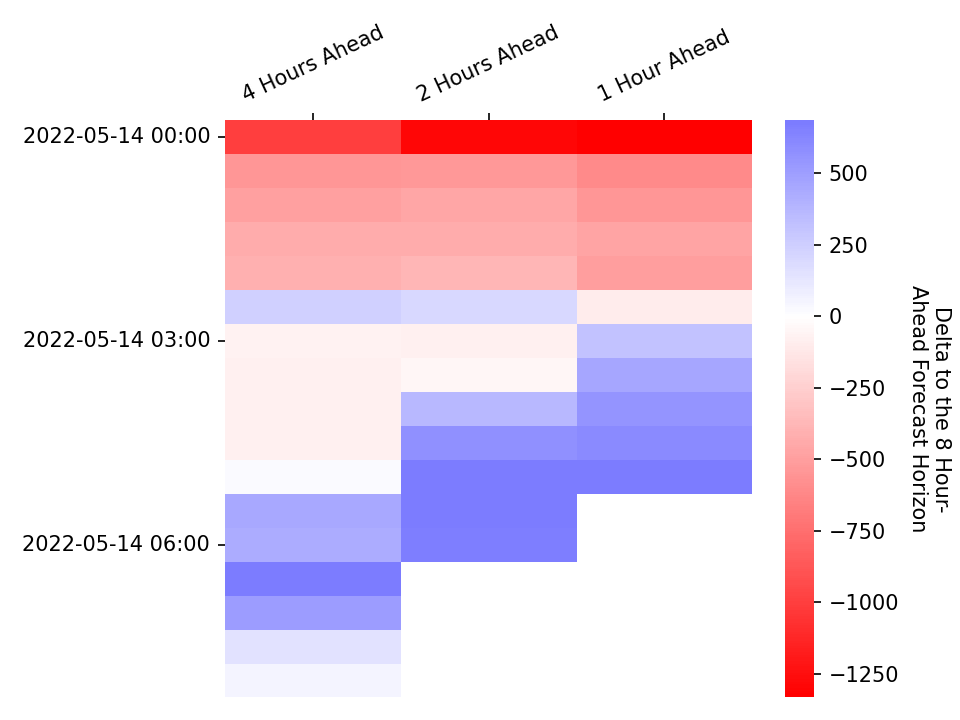 4 Hours Ahead
2 Hours Ahead
1 Hour Ahead
2022-05-14 00:00
2022-05-14 03:00
2022-05-14 06:00
500
250
0
−250
−500
−750
−1000
−1250
Delta to the 8 Hour-
Ahead Forecast Horizon